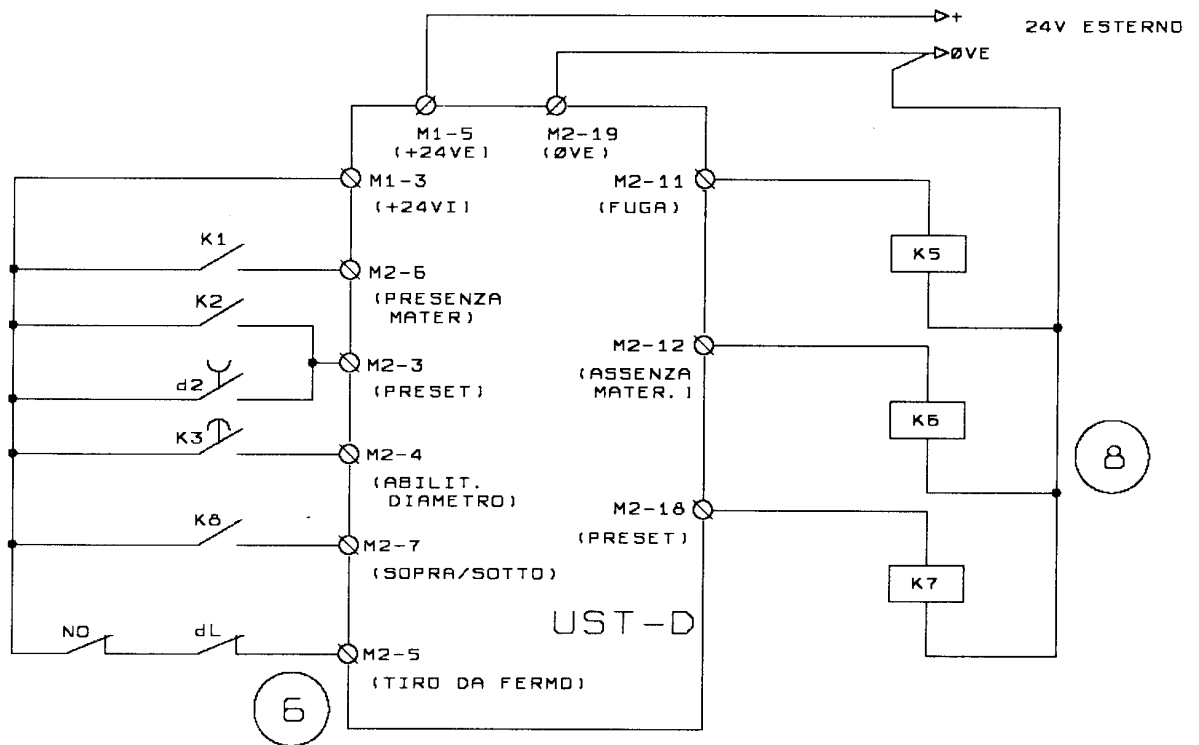 +
24V ESTERNO
ØVE
M1-5
(+24VE)
M2-19
(ØVE)
M1-3
(+24VI)
M2-11
(FUGA)
K1
K5
M2-6
(PRESENZA
MATER)
K2
M2-3
(PRESET)
M2-12
(ASSENZA
MATER.)
d2
K6
K3
M2-4
(ABILIT.
DIAMETRO)
8
M2-18
(PRESET)
K8
M2-7
(SOPRA/SOTTO)
K7
UST-D
NO
dL
M2-5
(TIRO DA FERMO)
6